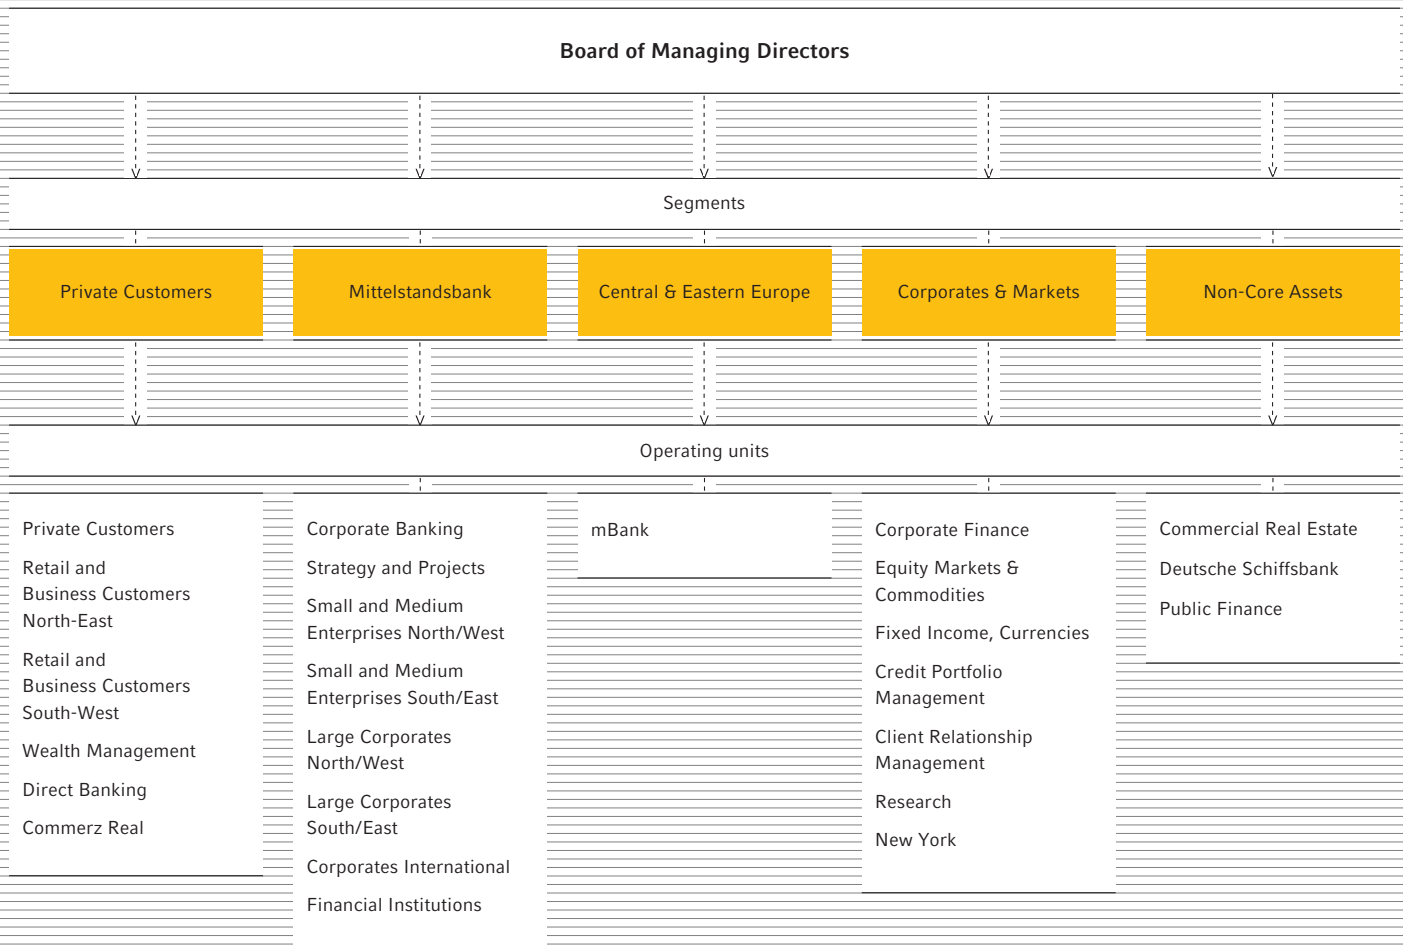 Board of Managing Directors
Segments
Private Customers
Mittelstandsbank
Central & Eastern Europe
Corporates & Markets
Non-Core Assets
Operating units
Private Customers
Retail and
Business Customers
North-East
Retail and
Business Customers
South-West
Wealth Management
Direct Banking
Commerz Real
Corporate Banking
Strategy and Projects
Small and Medium
Enterprises North/West
Small and Medium
Enterprises South/East
Large Corporates
North/West
Large Corporates
South/East
Corporates International
Financial Institutions
mBank
Corporate Finance
Equity Markets &
Commodities
Fixed Income, Currencies
Credit Portfolio
Management
Client Relationship
Management
Research
New York
Commercial Real Estate
Deutsche Schiffsbank
Public Finance